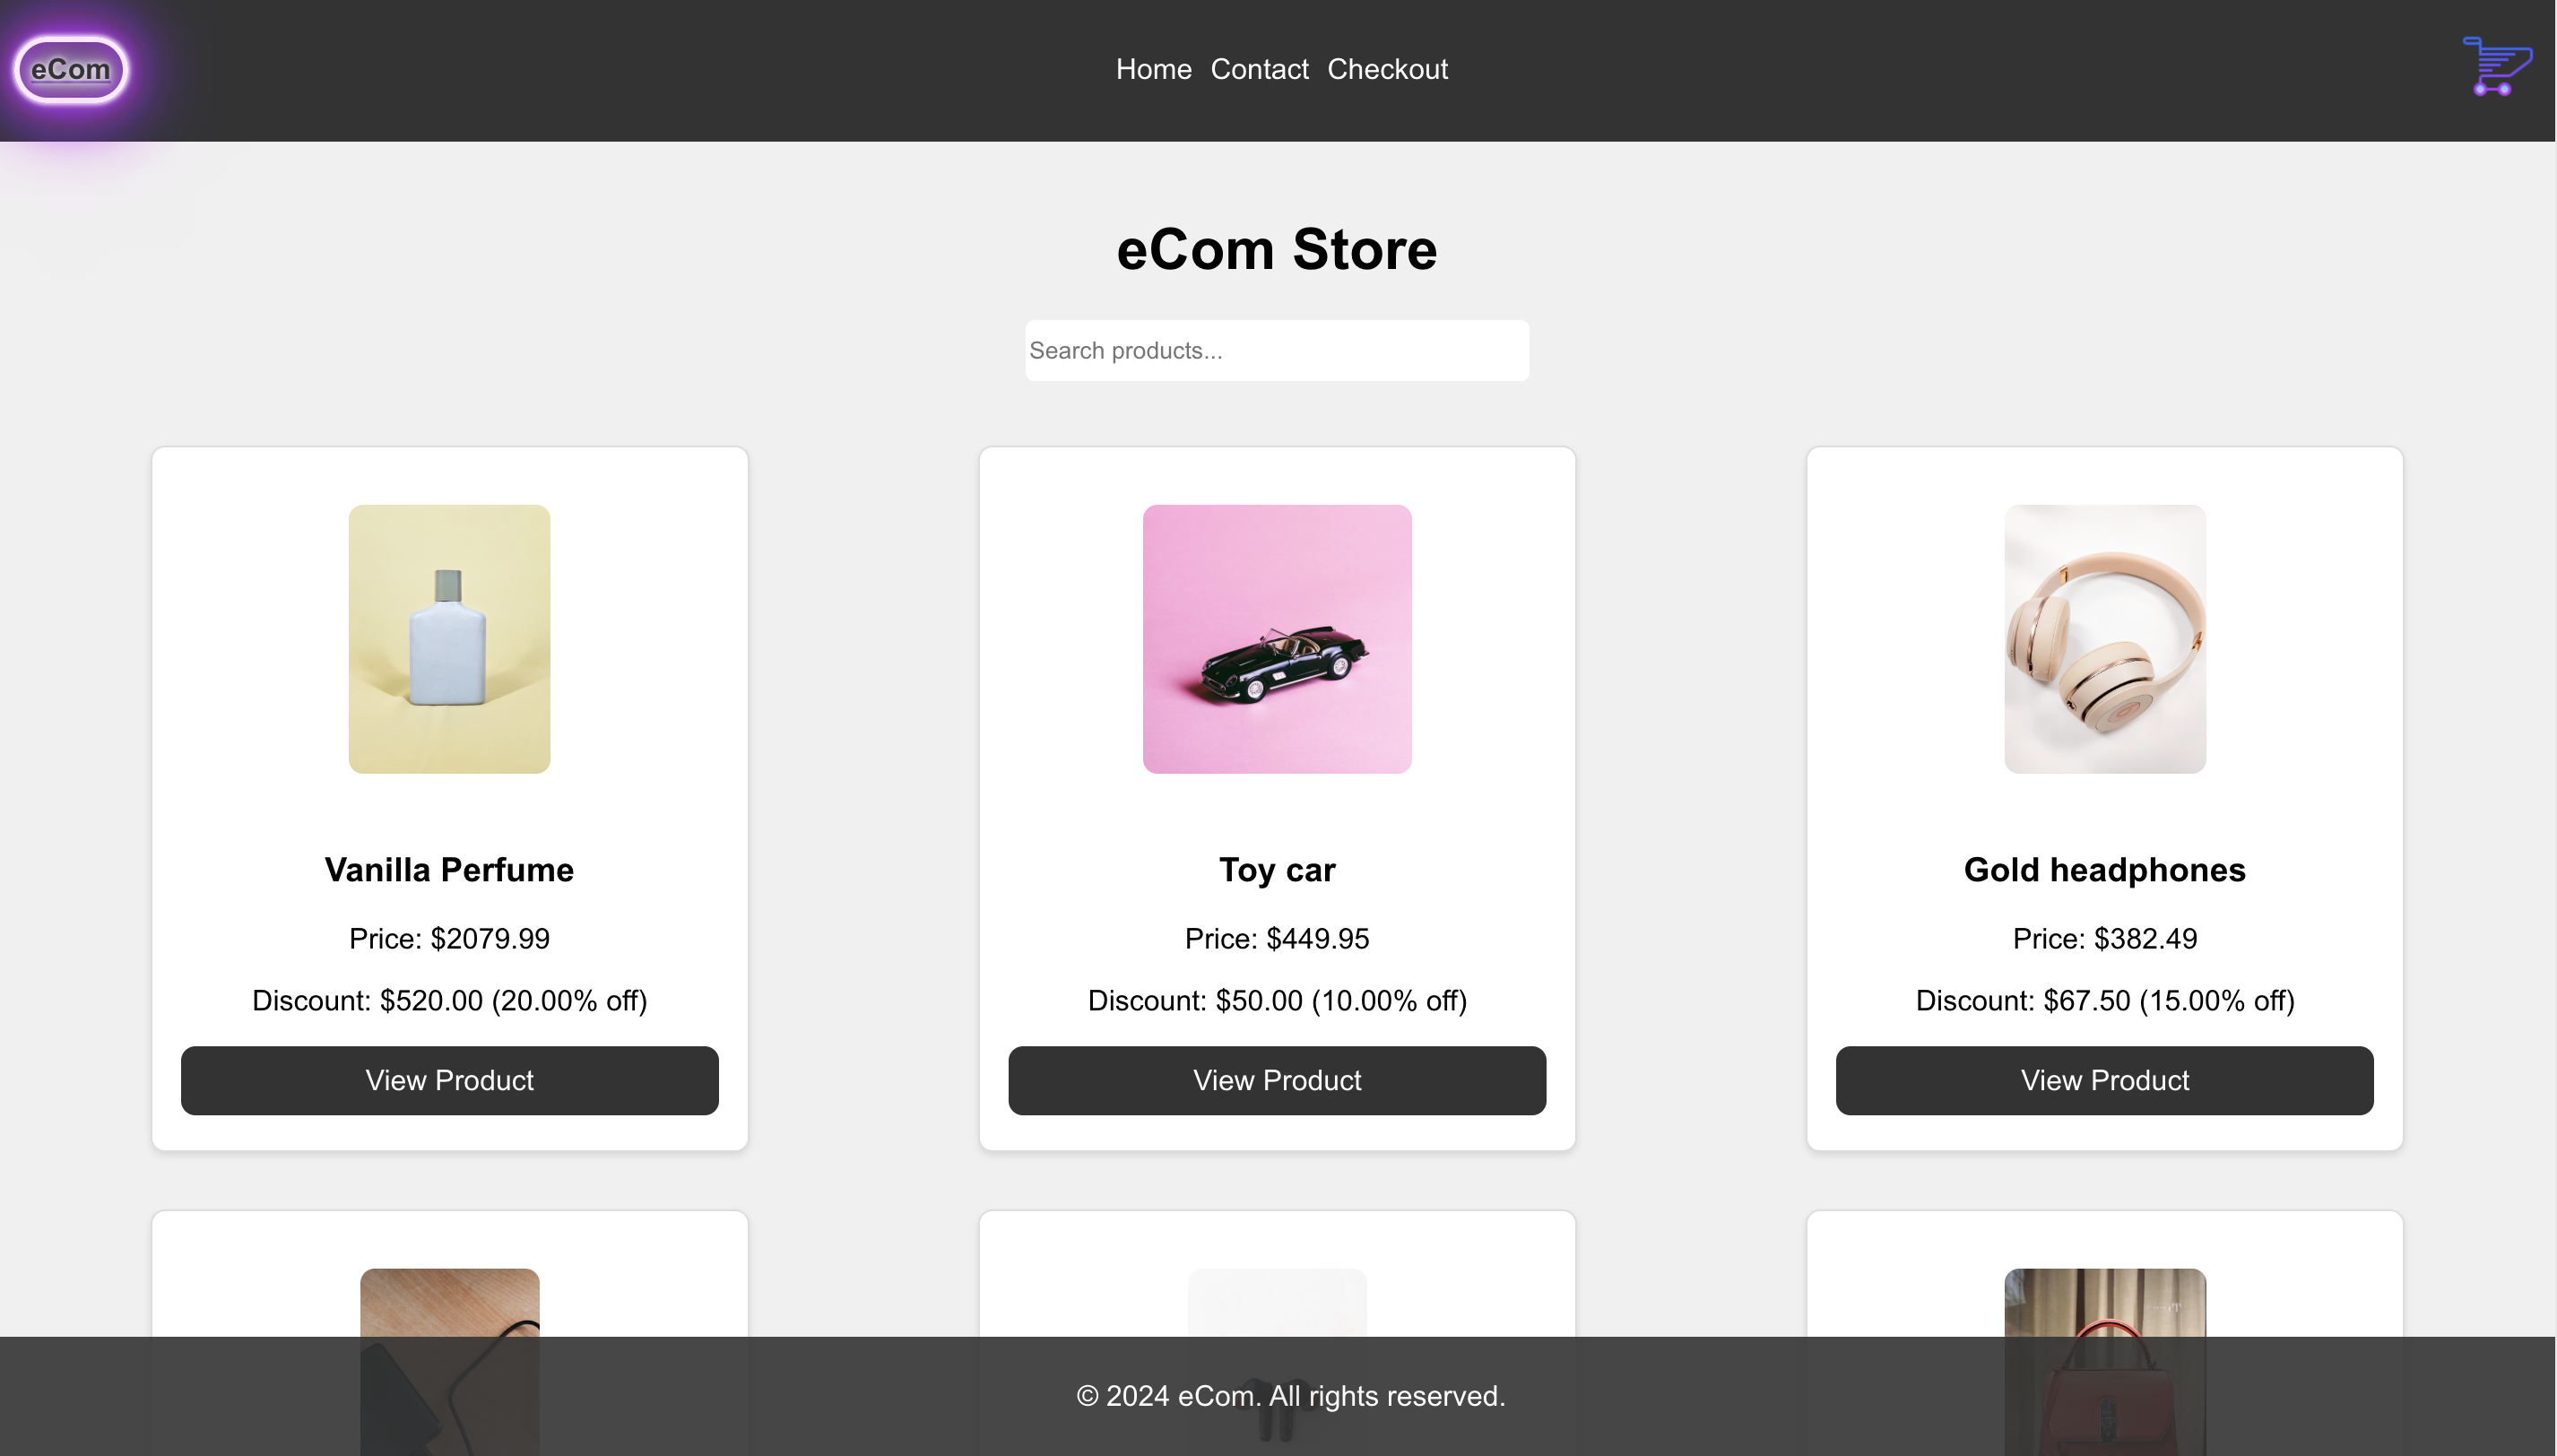 eCom
Home Contact Checkout
eCom Store
Search products...
Vanilla Perfume
Price: $2079.99
Discount: $520.00 (20.00% off)
View Product
Toy car
Price: $449.95
Discount: $50.00 (10.00% off)
View Product
Gold headphones
Price: $382.49
Discount: $67.50 (15.00% off)
View Product
© 2024 eCom. All rights reserved.